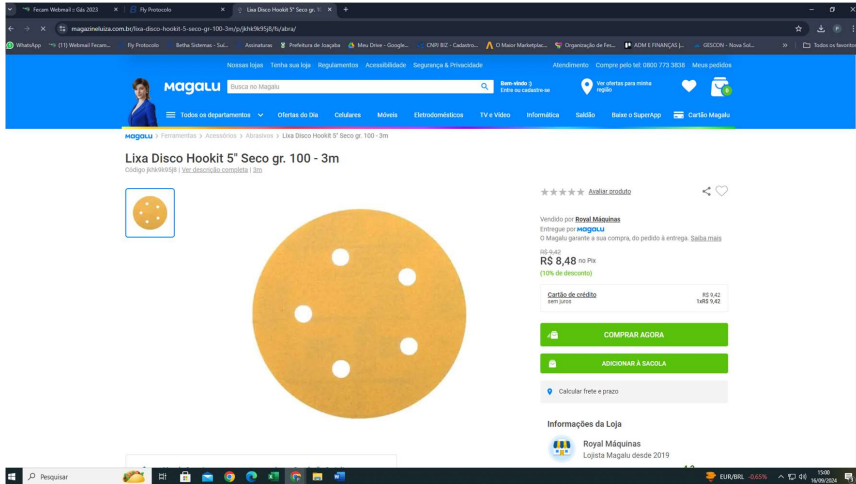 Fecam Webmail :: Gás 2023
Fly Protocolo
Lixa Disco Hookit 5" Seco gr. 1
magazineluiza.com.br/lixa-disco-hookit-5-seco-gr-100-3m/p/jkhk9k95j8/fs/abra/
WhatsApp (11) Webmail Fecam... Fly Protocolo Betha Sistemas - Sui... Assinaturas Prefeitura de Joaçaba Meu Drive - Google... CNPJ BIZ - Cadastro... O Maior Marketplac... Organização de Fes... ADM E FINANÇAS |... GESCON - Nova Sol... Todos os favoritos
Nossas lojas Tenha sua loja Regulamentos Acessibilidade Segurança & Privacidade Atendimento Compre pelo tel: 0800 773 3838 Meus pedidos
Magalu
Busca no Magalu
Bem-vindo :)
Entre ou cadastre-se
Ver ofertas para minha
região
0
Todos os departamentos Ofertas do Dia Celulares Móveis Eletrodomésticos TV e Vídeo Informática Saldão Baixe o SuperApp Cartão Magalu
Magalu > Ferramentas > Acessórios > Abrasivos > Lixa Disco Hookit 5" Seco gr. 100 - 3m
Lixa Disco Hookit 5" Seco gr. 100 - 3m
Código jkhk9k95j8 | Ver descrição completa | 3m
Avaliar produto
Vendido por Royal Máquinas
Entregue por Magalu
O Magalu garante a sua compra, do pedido à entrega. Saiba mais
R$ 9,42
R$ 8,48 no Pix
(10% de desconto)
Cartão de crédito R$ 9,42
sem juros 1xR$ 9,42
COMPRAR AGORA
ADICIONAR À SACOLA
Calcular frete e prazo
Informações da Loja
Royal Máquinas
Lojista Magalu desde 2019
Pesquisar
EUR/BRL -0,65%
15:00
16/09/2024